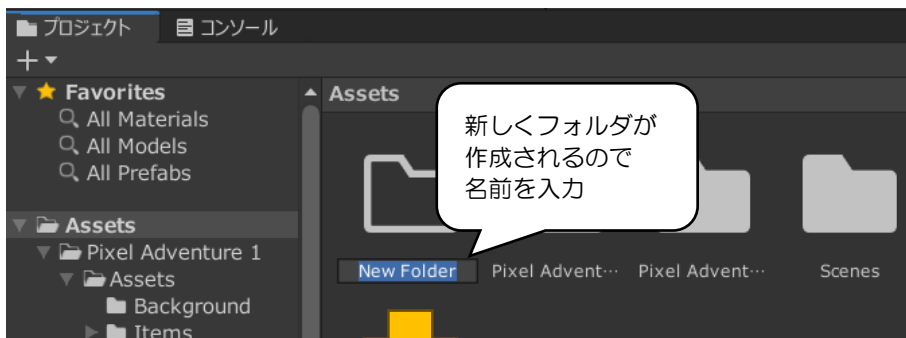 プロジェクト コンソール
Favorites
All Materials
All Models
All Prefabs
Assets
Pixel Adventure 1
Assets
Background
Items
Assets
新しくフォルダが
作成されるので
名前を入力
New Folder Pixel Advent… Pixel Advent… Scenes